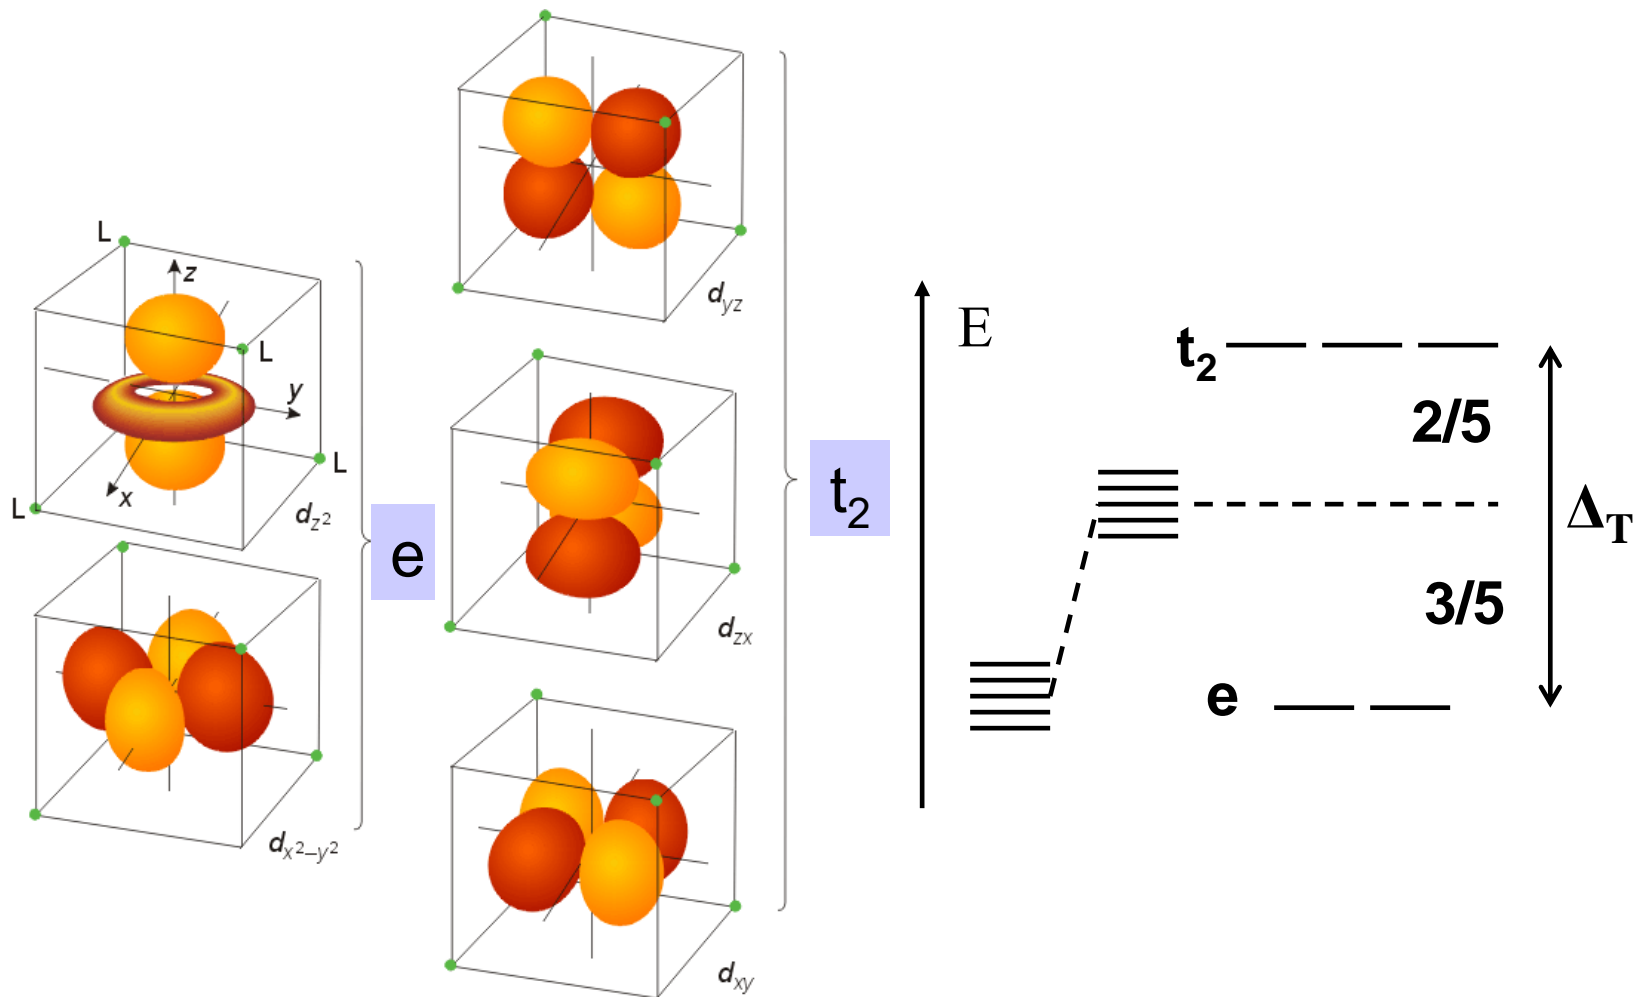 L
z
L
y
L
x
L
d_{z^2}
e
d_{x^2–y^2}
d_{yz}
d_{zx}
d_{xy}
t_2
E
t_2
2/5
Δ_T
3/5
e